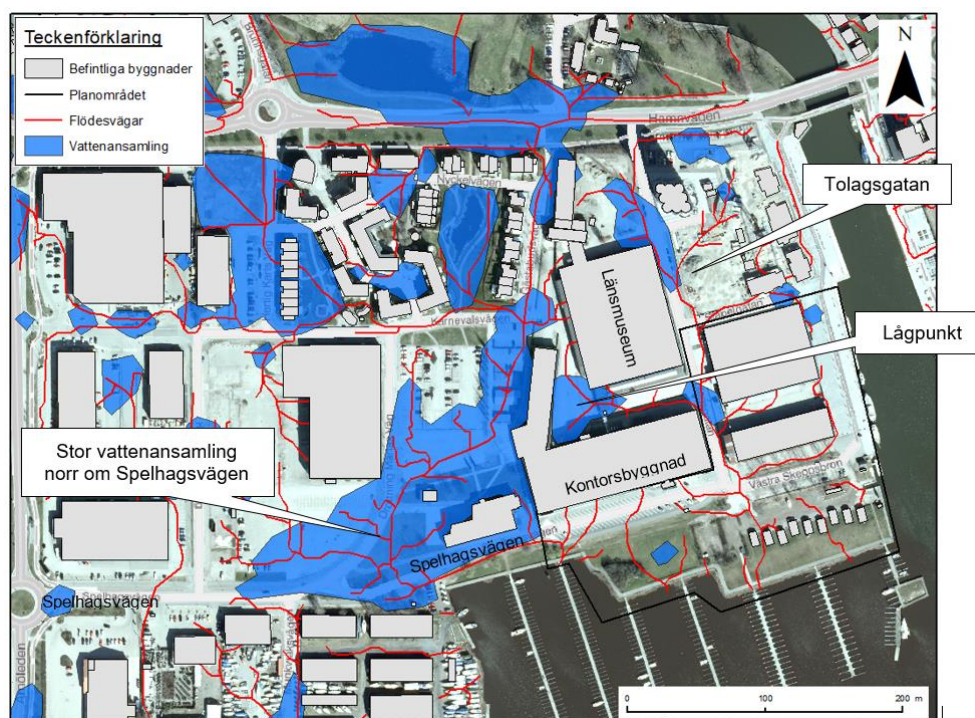 Teckenförklaring
Befintliga byggnader
Planområdet
Flödesvägar
Vattenansamling
N
Hamnvägen
Nyckelvägen
Tolagsgatan
Länsmuseum
Karnevalsvägen
Lågpunkt
Stor vattenansamling
norr om Spelhagsvägen
Kontorsbyggnad
Västra Skeppsbron
Spelhagsvägen
Spelhagsvägen
Spelhagsvägen
0 100 200 m